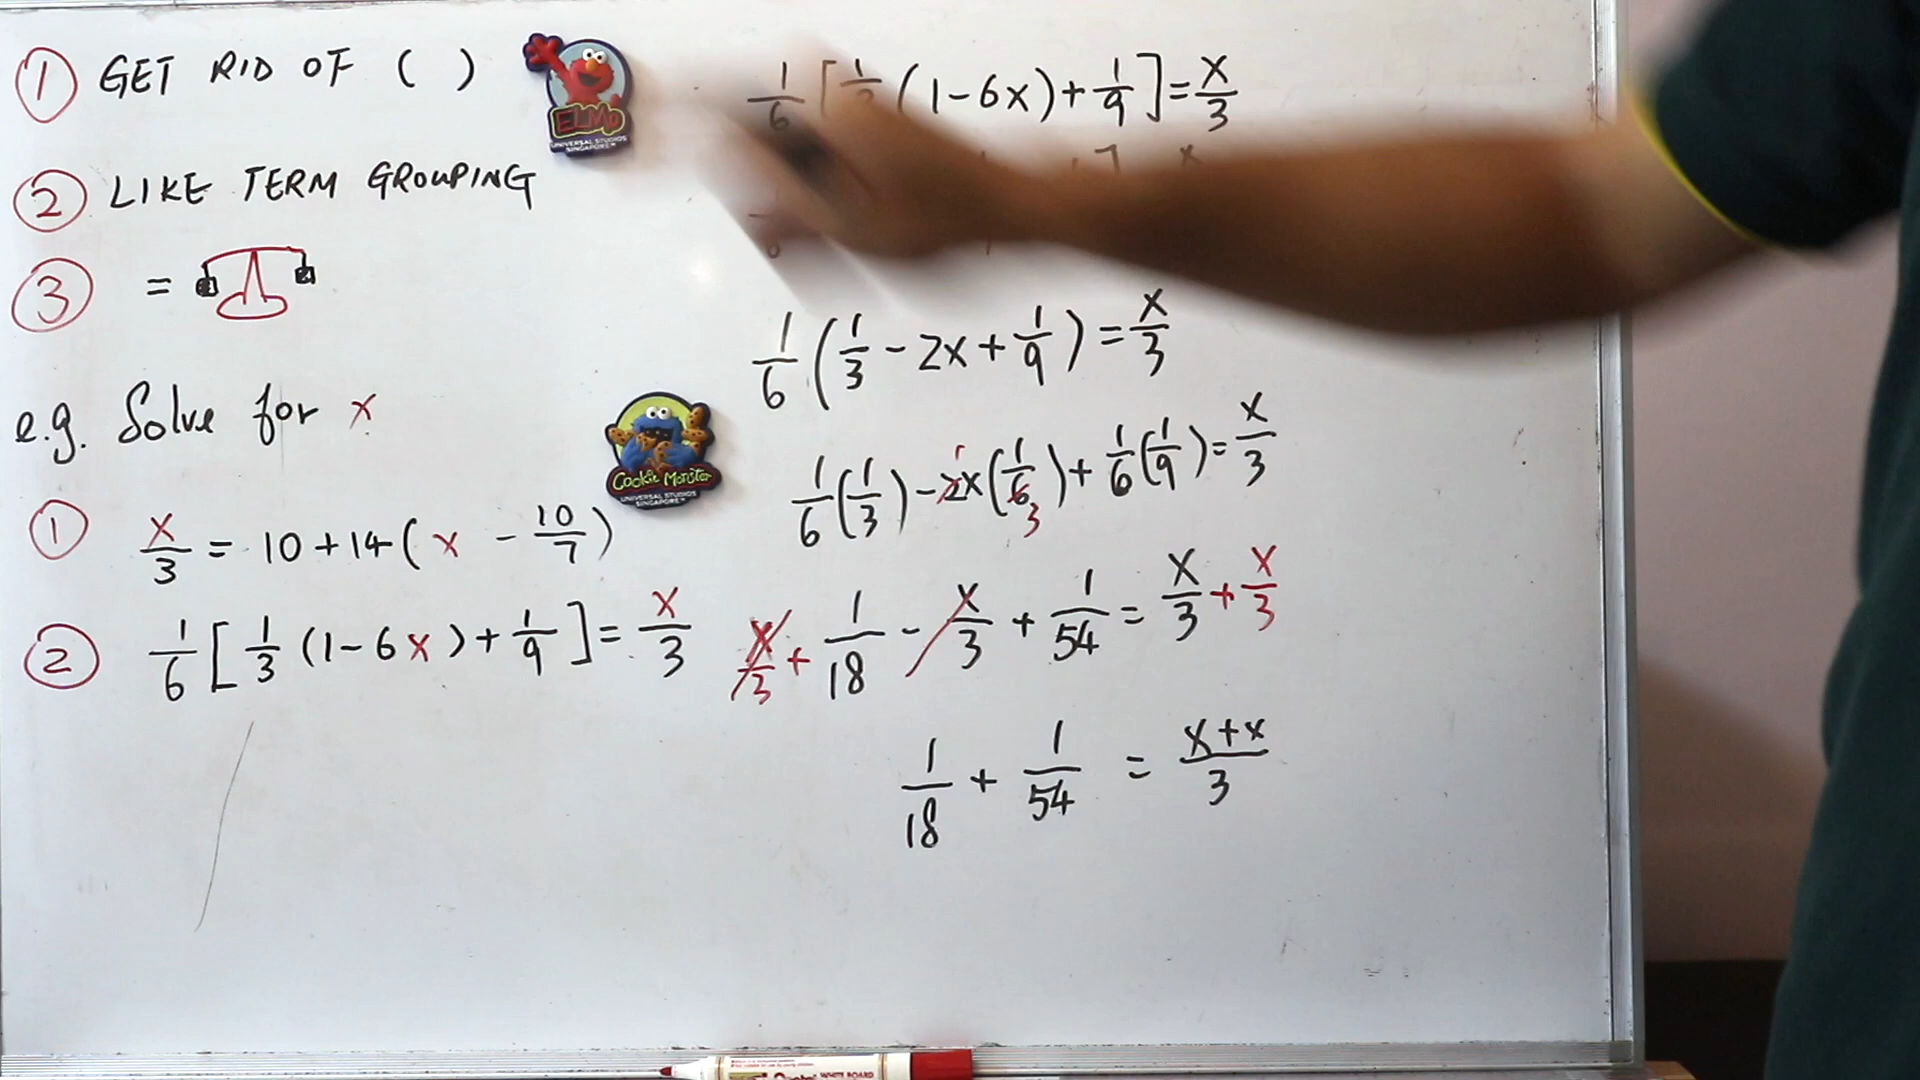 ① GET RID OF ( )
② LIKE TERM GROUPING
③ =
e.g. Solve for x
① x/3 = 10 + 14 ( x - 10/7 )
② 1/6 [ 1/3 (1 - 6x) + 1/9 ] = x/3
ELMO
UNIVERSAL STUDIOS
SINGAPORE
Cookie Monster
UNIVERSAL STUDIOS
SINGAPORE
1/6 [ (1 - 6x) + 1/9 ] = x/3
1/6 ( 1/3 - 2x + 1/9 ) = x/3
1/6 ( 1/3 ) - 2x ( 1/6 ) + 1/6 ( 1/9 ) = x/3
1
3
x/3 + 1/18 - x/3 + 1/54 = x/3 + x/3
1/18 + 1/54 = x+x/3
WHITE BOARD